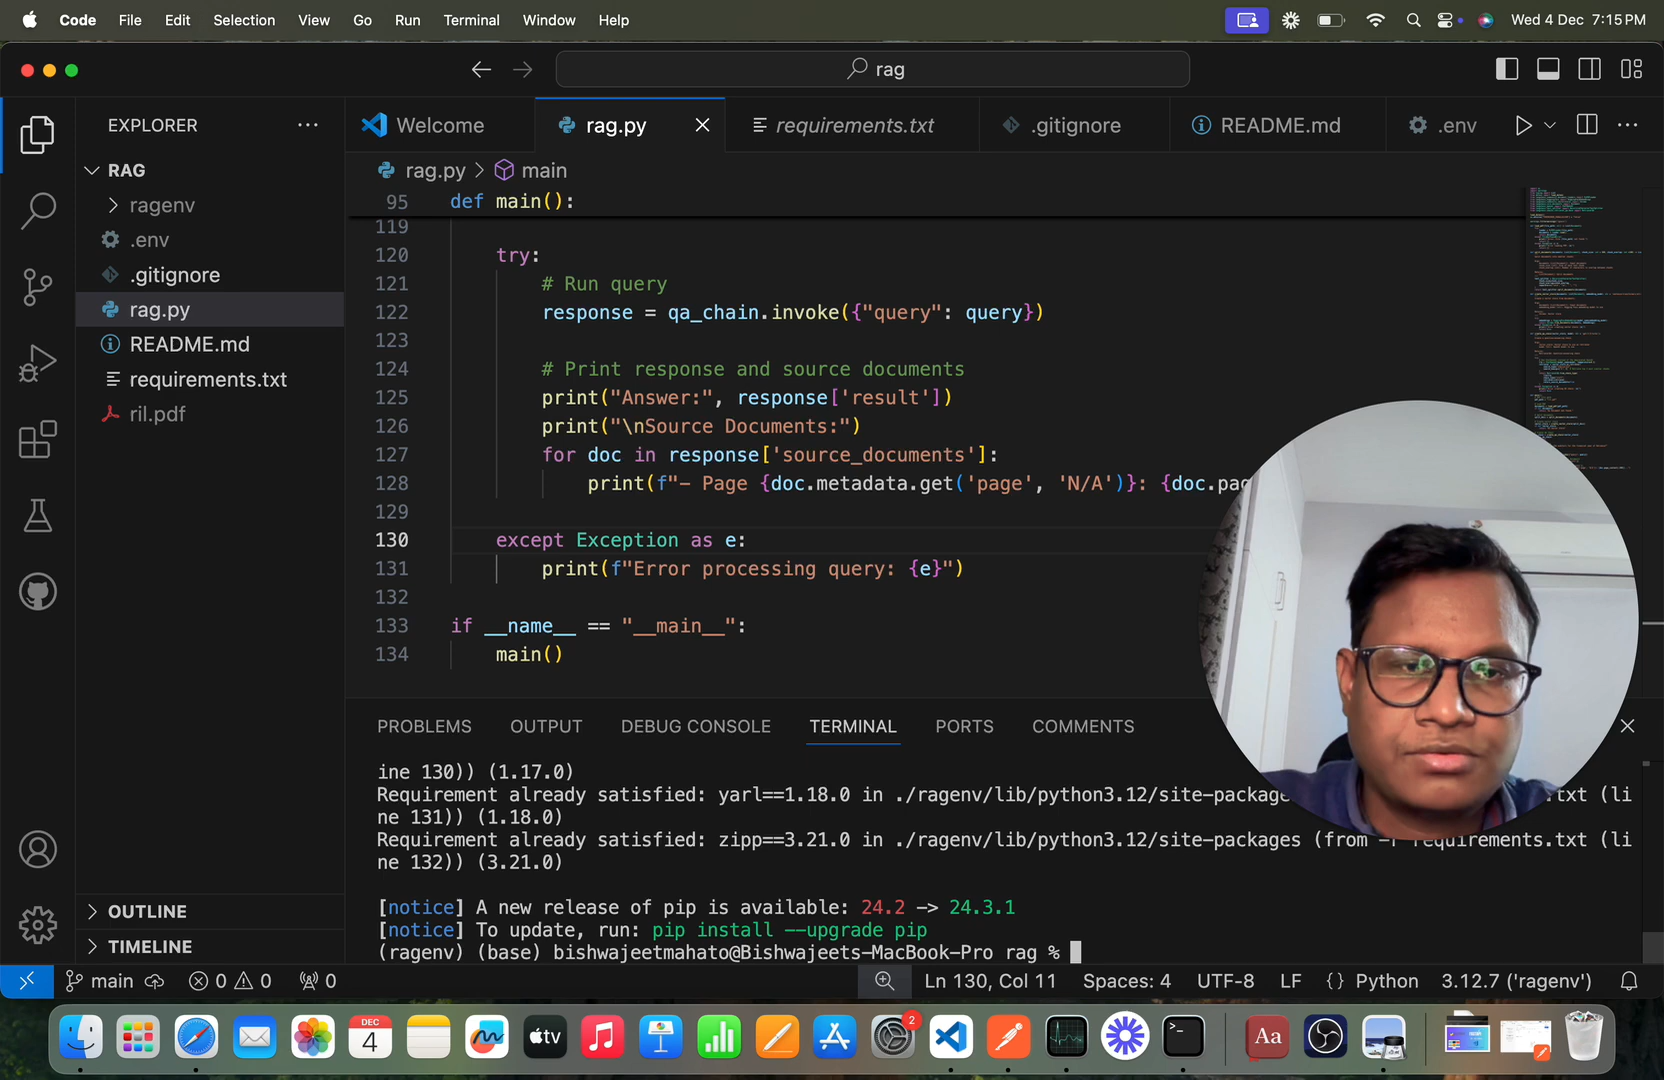 Code File Edit Selection View Go Run Terminal Window Help Wed 4 Dec 7:15 PM
rag
EXPLORER
Welcome
rag.py
requirements.txt
.gitignore
README.md
.env
RAG
ragenv
.env
.gitignore
rag.py
README.md
requirements.txt
ril.pdf
OUTLINE
TIMELINE
rag.py > main
95 def main():
119
120 try:
121 # Run query
122 response = qa_chain.invoke({"query": query})
123
124 # Print response and source documents
125 print("Answer:", response['result'])
126 print("\nSource Documents:")
127 for doc in response['source_documents']:
128 print(f"- Page {doc.metadata.get('page', 'N/A')}: {doc.pag
129
130 except Exception as e:
131 print(f"Error processing query: {e}")
132
133 if __name__ == "__main__":
134 main()
PROBLEMS OUTPUT DEBUG CONSOLE TERMINAL PORTS COMMENTS
ine 130)) (1.17.0)
Requirement already satisfied: yarl==1.18.0 in ./ragenv/lib/python3.12/site-package .txt (li
ne 131)) (1.18.0)
Requirement already satisfied: zipp==3.21.0 in ./ragenv/lib/python3.12/site-packages (from -r requirements.txt (li
ne 132)) (3.21.0)
[notice] A new release of pip is available: 24.2 -> 24.3.1
[notice] To update, run: pip install --upgrade pip
(ragenv) (base) bishwajeetmahato@Bishwajeets-MacBook-Pro rag %
main 0 0 0 Ln 130, Col 11 Spaces: 4 UTF-8 LF {} Python 3.12.7 ('ragenv')
DEC
4
tv
2
Aa